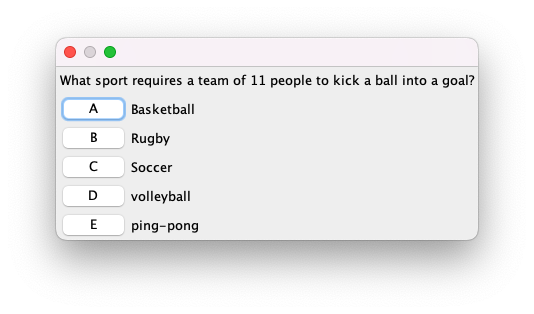 What sport requires a team of 11 people to kick a ball into a goal?
A Basketball
B Rugby
C Soccer
D volleyball
E ping-pong